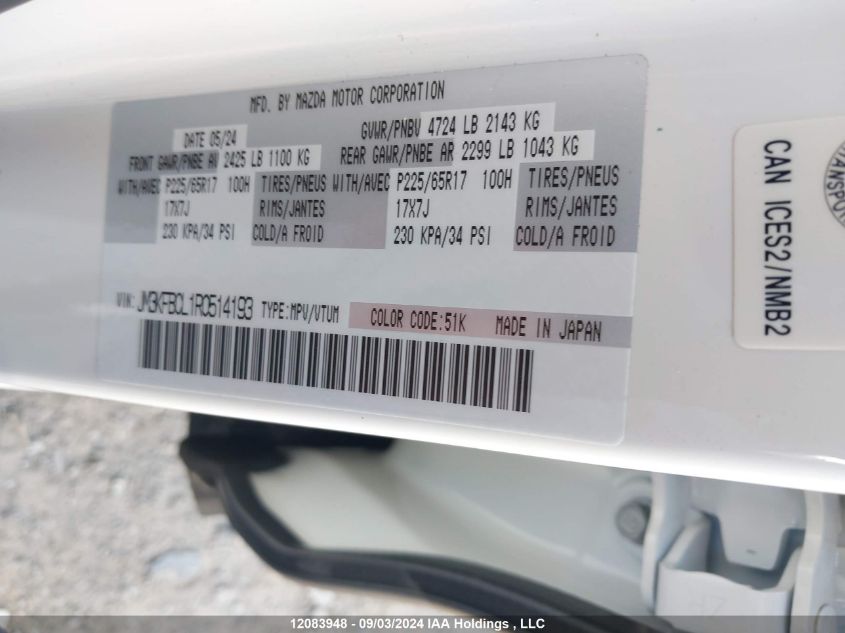 MFD. BY MAZDA MOTOR CORPORATION
DATE 05/24
GVWR/PNBV 4724 LB 2143 KG
FRONT GAWR/PNBE AV 2425 LB 1100 KG
REAR GAWR/PNBE AR 2299 LB 1043 KG
WITH/AVEC P225/65R17 100H TIRES/PNEUS WITH/AVEC P225/65R17 100H TIRES/PNEUS
17X7J RIMS/JANTES 17X7J RIMS/JANTES
230 KPA/34 PSI COLD/A FROID 230 KPA/34 PSI COLD/A FROID
VIN: JM3KFBCL1R0514193 TYPE:MPV/VTUM COLOR CODE:51K MADE IN JAPAN
CAN ICES2/NMB2
12083948 - 09/03/2024 IAA Holdings , LLC